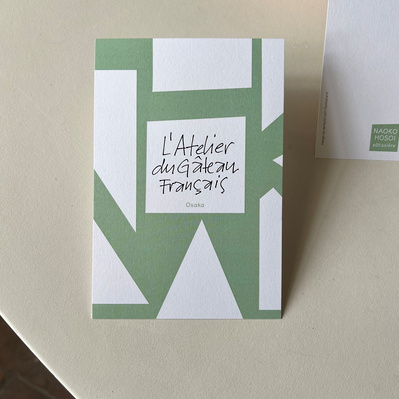 L'Atelier
du Gâteau
Français
Osaka
NAOKO
HOSOI